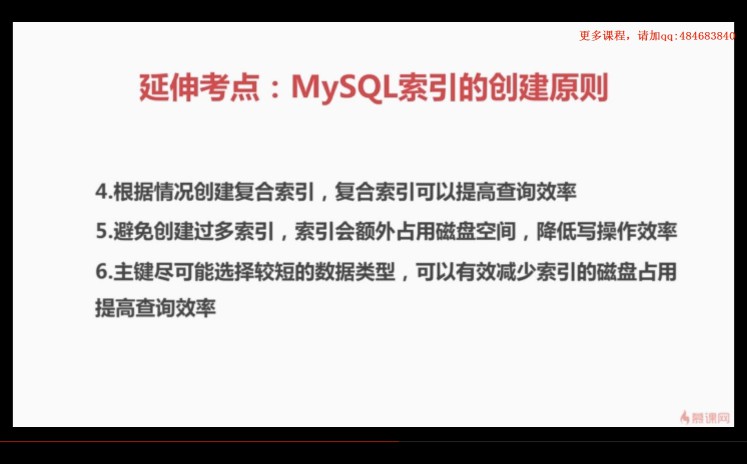 更多课程，请加qq:484683840
延伸考点：MySQL索引的创建原则
4.根据情况创建复合索引，复合索引可以提高查询效率
5.避免创建过多索引，索引会额外占用磁盘空间，降低写操作效率
6.主键尽可能选择较短的数据类型，可以有效减少索引的磁盘占用
提高查询效率
慕课网